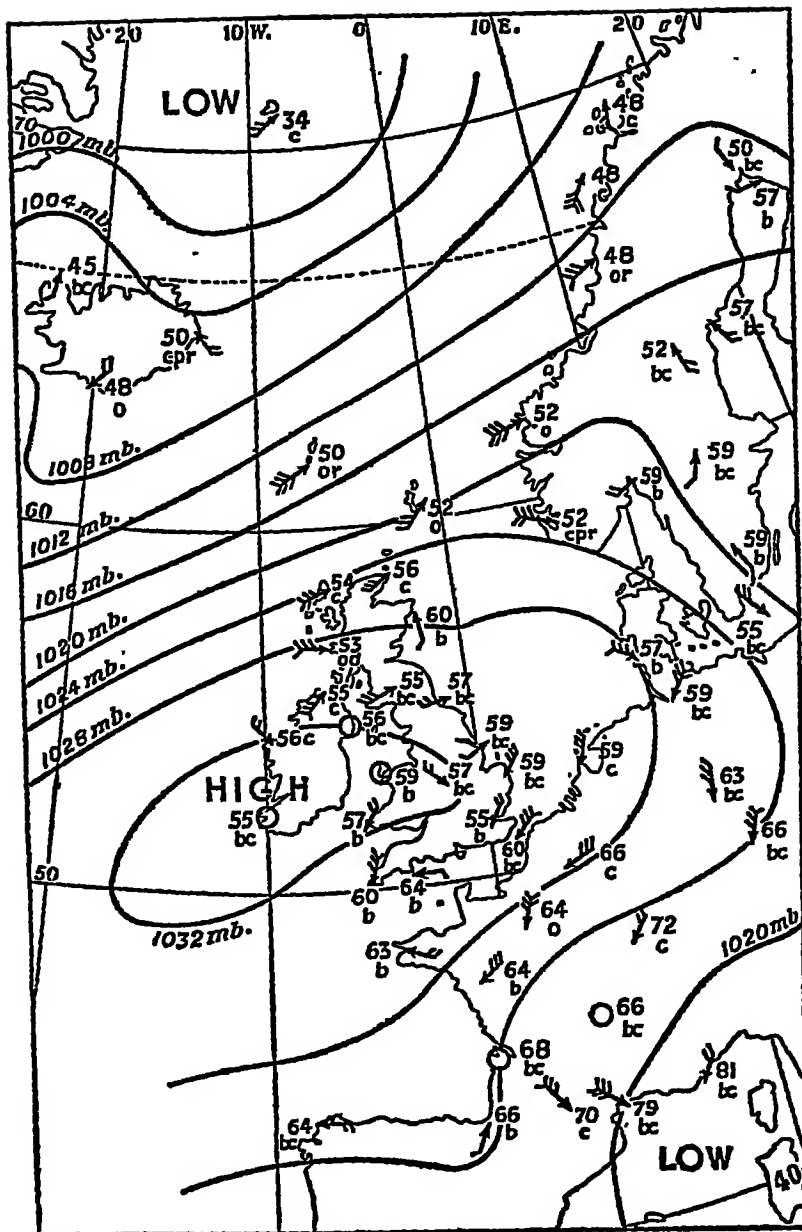 20
10 W.
0
10 E.
20
LOW
34
c
48
c
70
1000 mb.
50
bc
48
c
57
b
1004 mb.
45
bc
48
or
57
bc
50
cpr
52
bc
48
o
52
o
1008 mb.
50
or
59
bc
59
b
60
52
o
52
cpr
1012 mb.
59
b
1016 mb.
54
c
56
c
1020 mb.
60
b
55
bc
53
od
57
b
1024 mb.
55
c
55
bc
57
bc
59
bc
1028 mb.
56 c
56
bc
59
bc
59
bc
59
c
HIGH
59
b
57
bc
63
bc
55
bc
57
b
55
b
60
bc
66
bc
66
c
50
60
b
64
b
64
o
72
c
1020 mb.
1032 mb.
63
b
64
b
66
bc
68
bc
81
bc
64
bc
66
b
70
c
79
bc
LOW
40